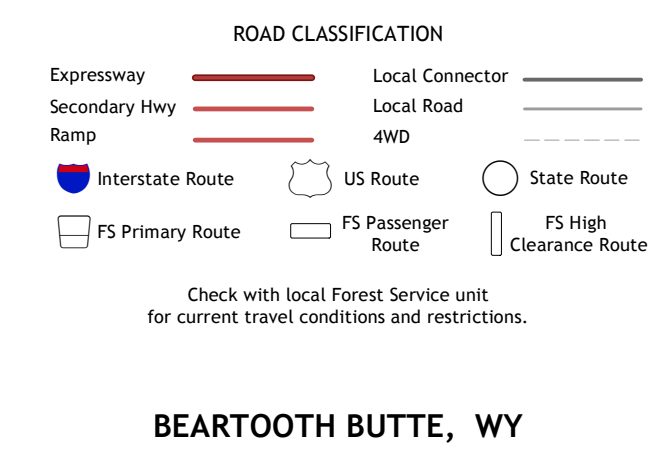 ROAD CLASSIFICATION
Expressway
Local Connector
Secondary Hwy
Local Road
Ramp
4WD
Interstate Route
US Route
State Route
FS Primary Route
FS Passenger
Route
FS High
Clearance Route
Check with local Forest Service unit
for current travel conditions and restrictions.
BEARTOOTH BUTTE, WY